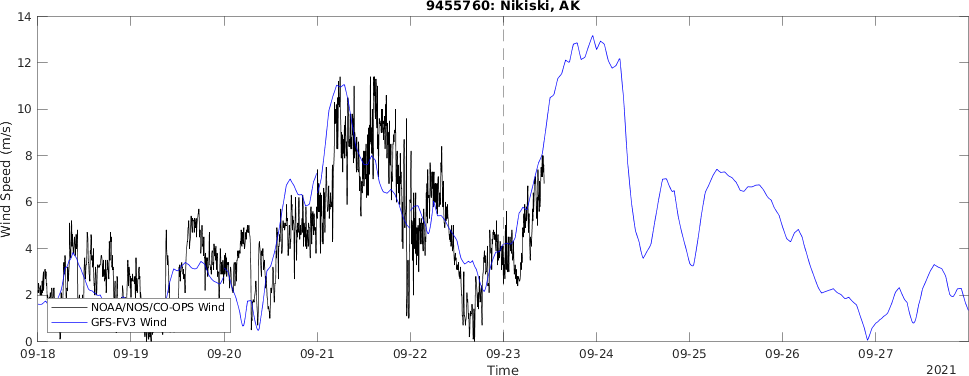 9455760: Nikiski, AK
14
12
10
8
6
4
2
0
Wind Speed (m/s)
NOAA/NOS/CO-OPS Wind
GFS-FV3 Wind
09-18 09-19 09-20 09-21 09-22 09-23 09-24 09-25 09-26 09-27
Time
2021